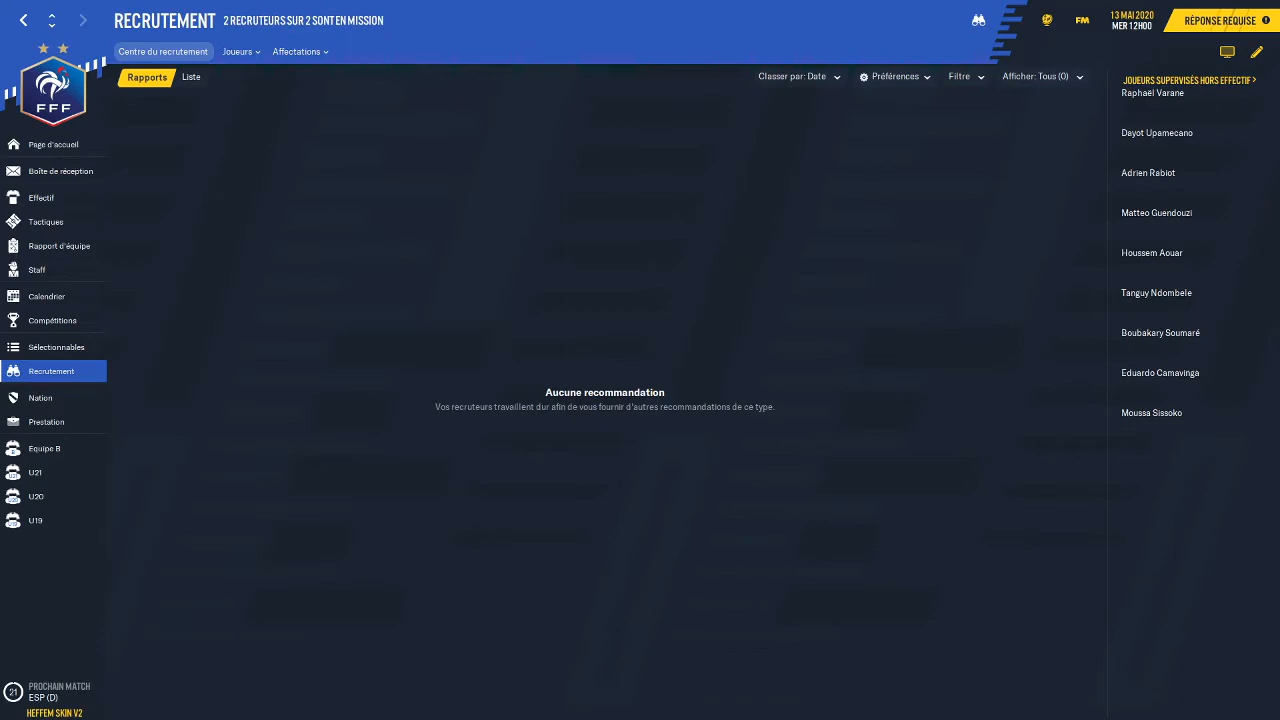 RECRUTEMENT 2 RECRUTEURS SUR 2 SONT EN MISSION
13 MAI 2020
MER 12H00
RÉPONSE REQUISE
FM
Centre du recrutement Joueurs Affectations
Rapports Liste
Classer par: Date Préférences Filtre Afficher: Tous (0)
FFF
Page d'accueil
Boîte de réception
Effectif
Tactiques
Rapport d'équipe
Staff
Calendrier
Compétitions
Sélectionnables
Recrutement
Nation
Prestation
Equipe B
U21
U20
U19
Aucune recommandation
Vos recruteurs travaillent dur afin de vous fournir d'autres recommandations de ce type.
JOUEURS SUPERVISÉS HORS EFFECTIF >
Raphaël Varane
Dayot Upamecano
Adrien Rabiot
Matteo Guendouzi
Houssem Aouar
Tanguy Ndombele
Boubakary Soumaré
Eduardo Camavinga
Moussa Sissoko
21
PROCHAIN MATCH
ESP (D)
HEFFEM SKIN V2